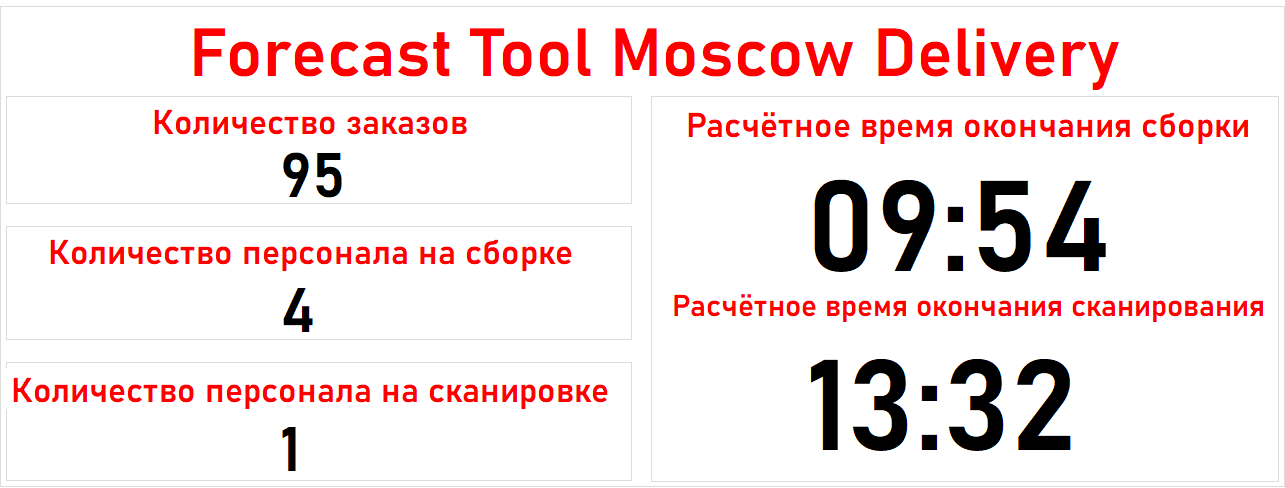 Forecast Tool Moscow Delivery
Количество заказов
95
Количество персонала на сборке
4
Количество персонала на сканировке
1
Расчётное время окончания сборки
09:54
Расчётное время окончания сканирования
13:32